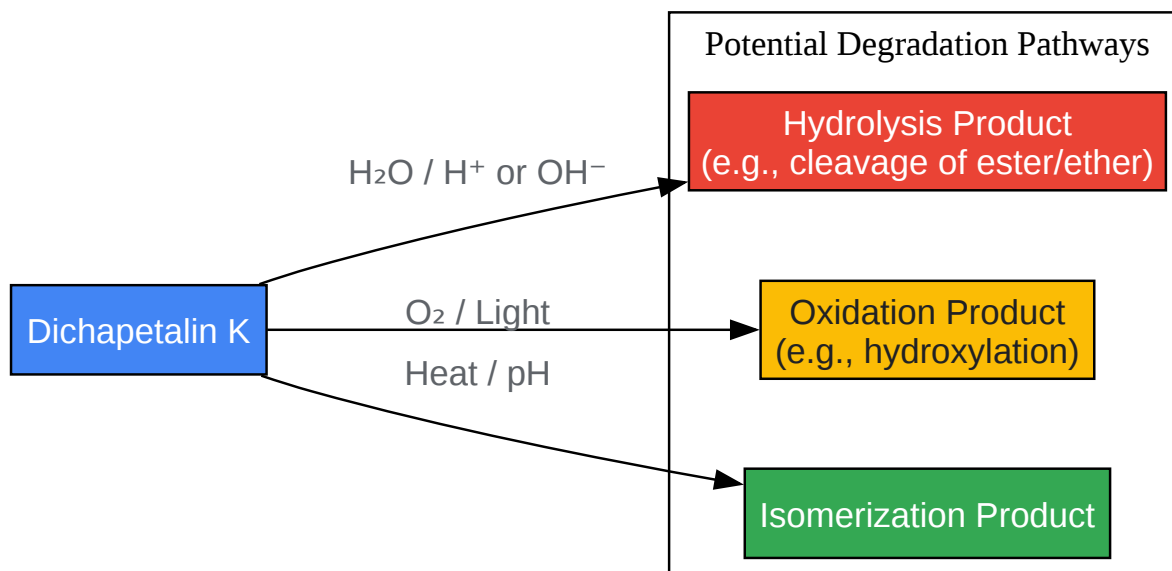 Potential Degradation Pathways
Hydrolysis Product
(e.g., cleavage of ester/ether)
H₂O / H⁺ or OH⁻
Dichapetalin K
O₂ / Light
Oxidation Product
(e.g., hydroxylation)
Heat / pH
Isomerization Product